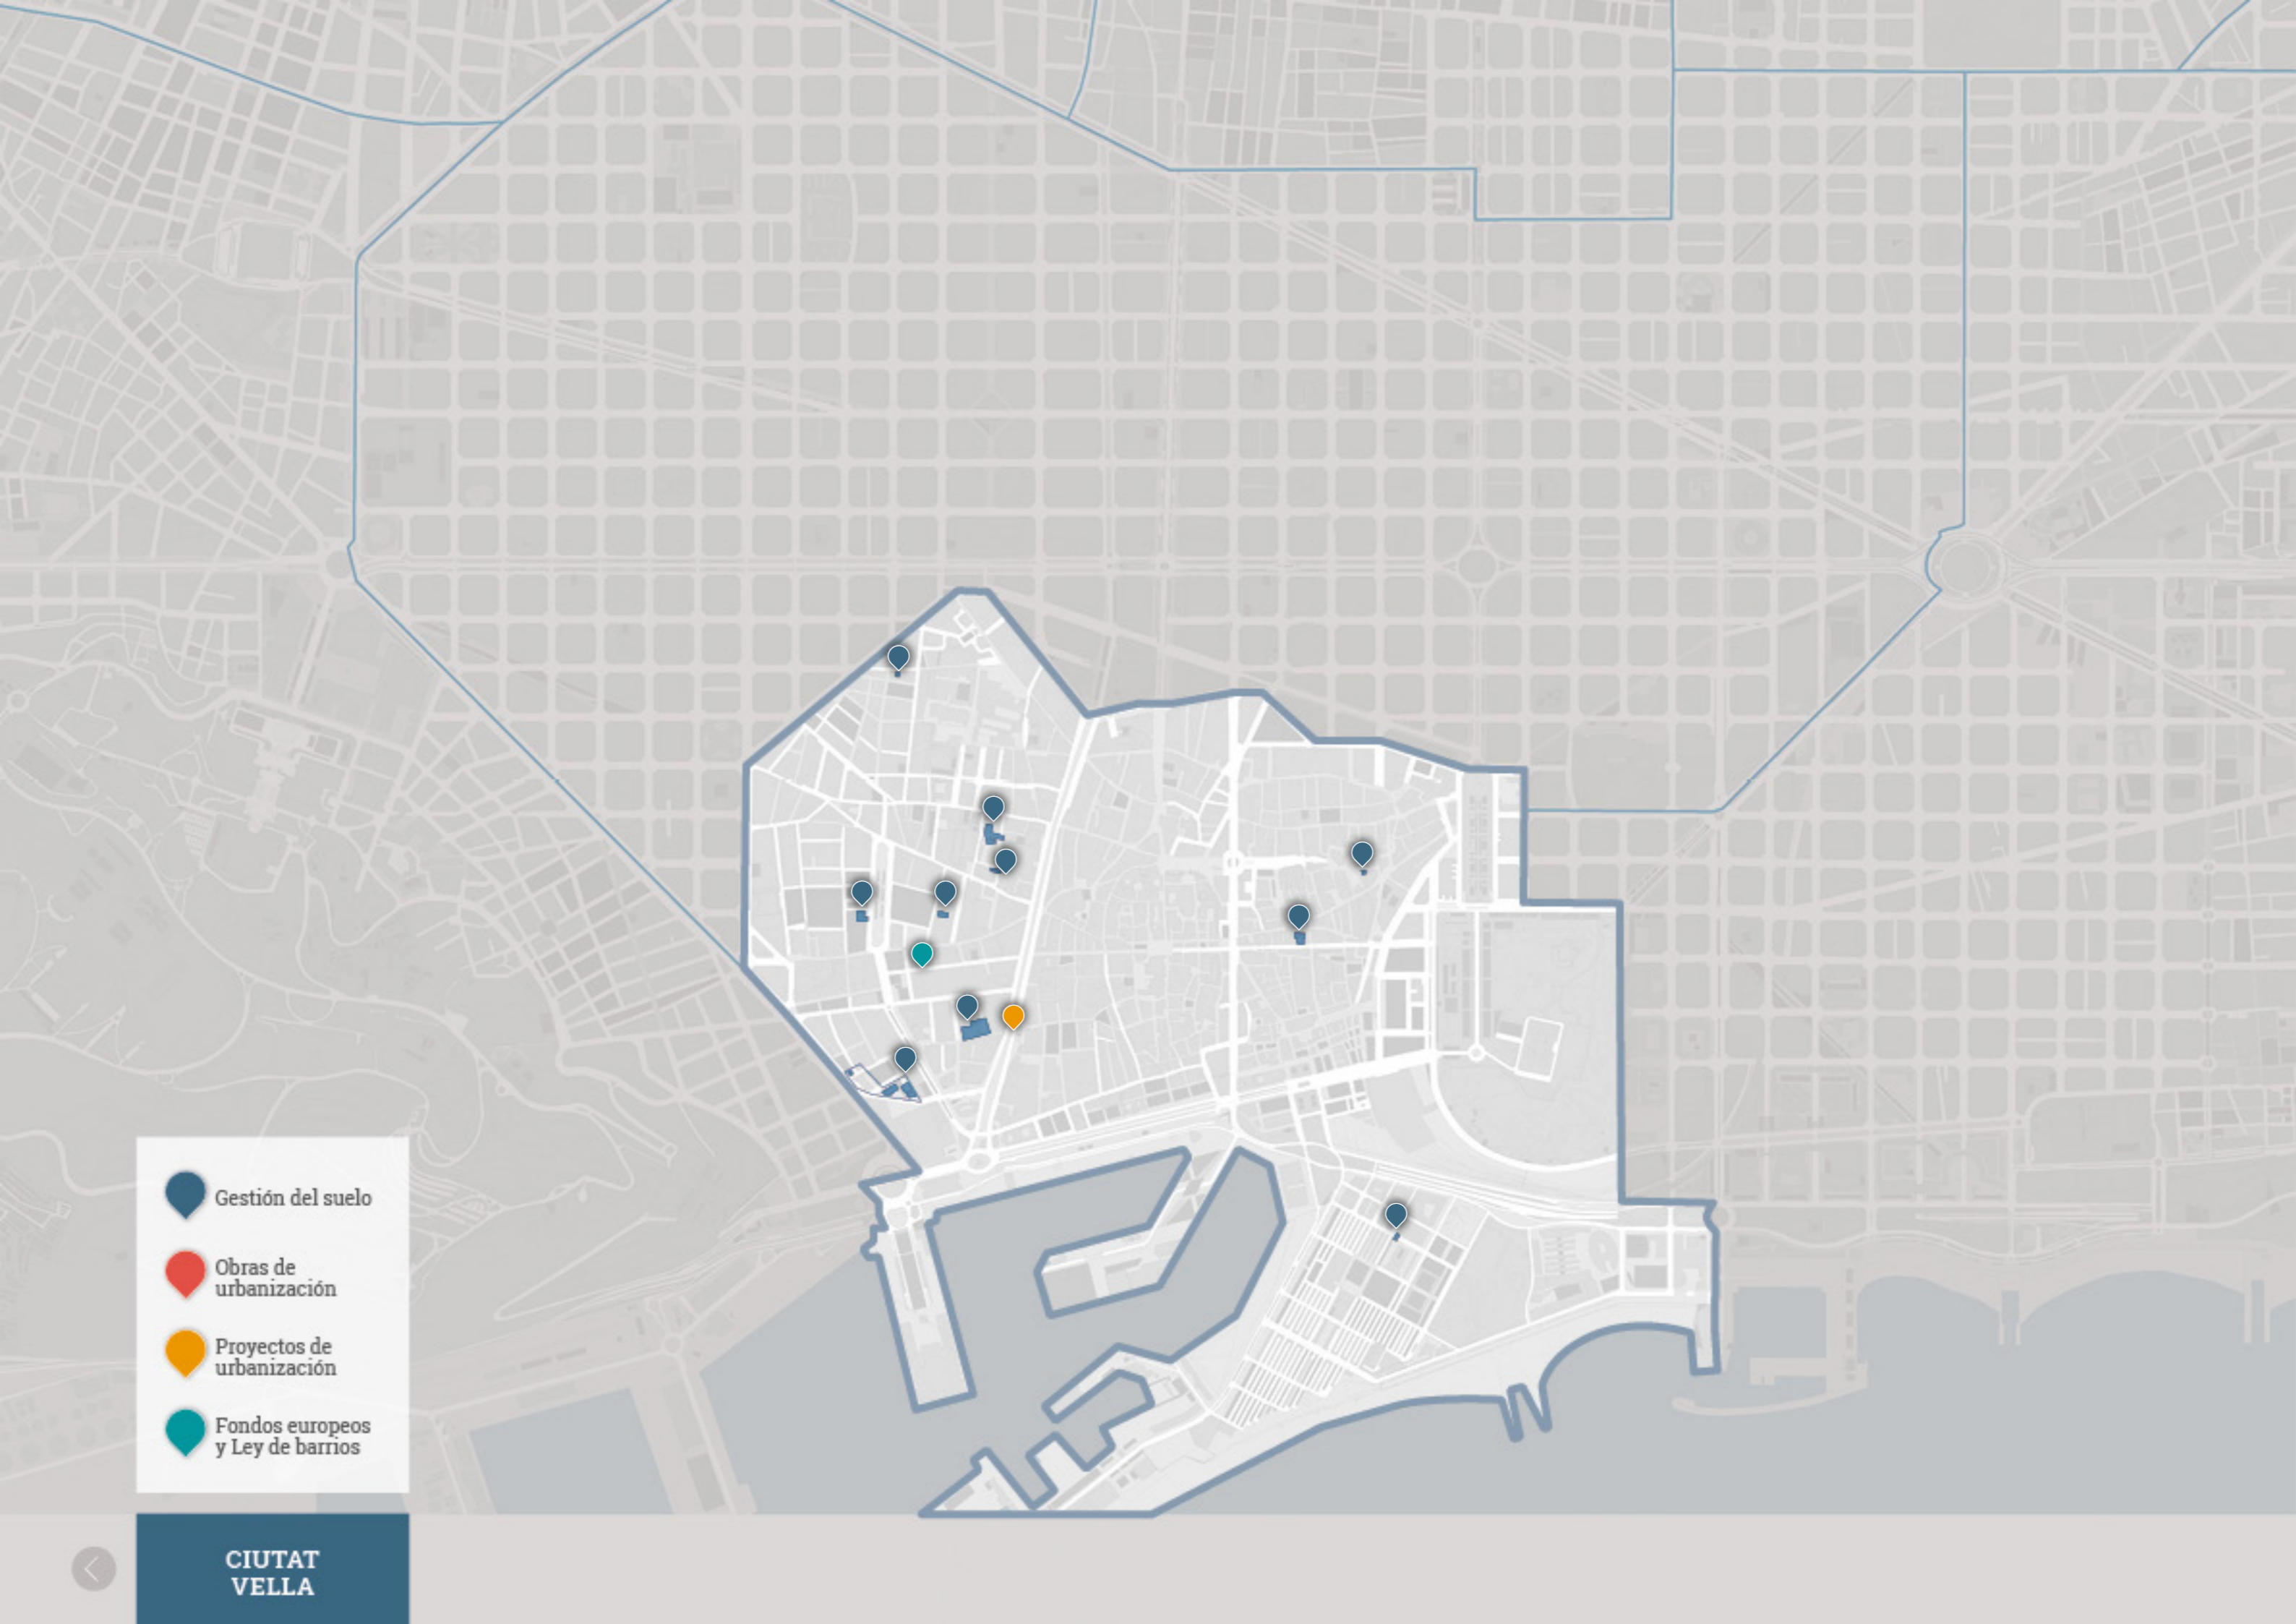 Gestión del suelo
Obras de
urbanización
Proyectos de
urbanización
Fondos europeos
y Ley de barrios
CIUTAT
VELLA